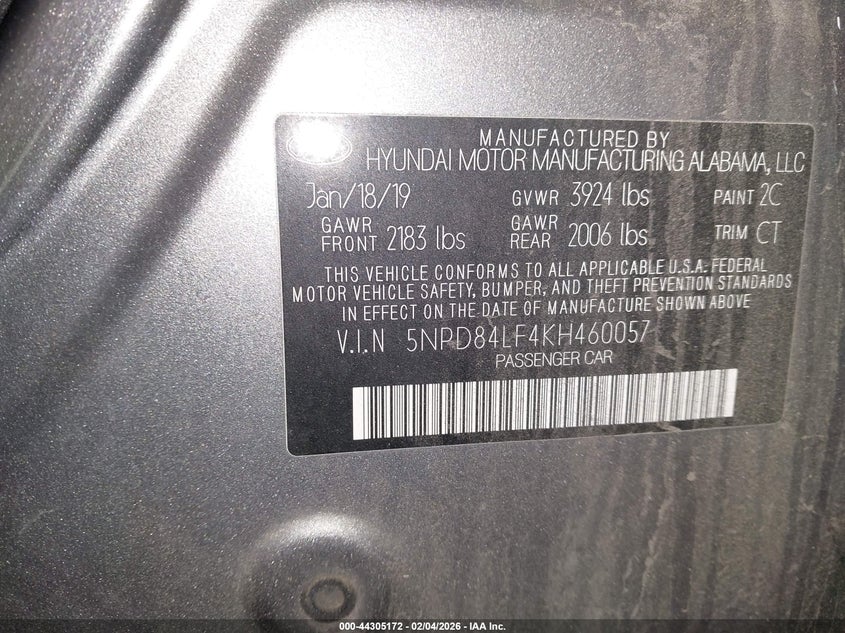 MANUFACTURED BY
HYUNDAI MOTOR MANUFACTURING ALABAMA, LLC
Jan/18/19 GVWR 3924 lbs PAINT 2C
GAWR FRONT 2183 lbs GAWR REAR 2006 lbs TRIM CT
THIS VEHICLE CONFORMS TO ALL APPLICABLE U.S.A. FEDERAL
MOTOR VEHICLE SAFETY, BUMPER, AND THEFT PREVENTION STANDARDS
IN EFFECT ON THE DATE OF MANUFACTURE SHOWN ABOVE
V.I.N 5NPD84LF4KH460057
PASSENGER CAR
000-44305172 - 02/04/2026 - IAA Inc.